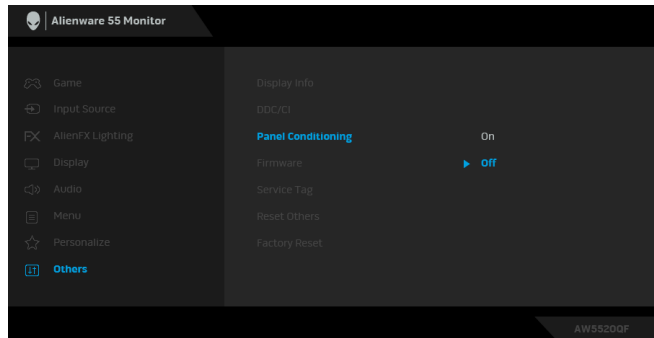 Alienware 55 Monitor
Game
Display Info
Input Source
DDC/CI
AlienFX Lighting
Panel Conditioning
On
Display
Firmware
Off
Audio
Service Tag
Menu
Reset Others
Personalize
Factory Reset
Others
AW5520QF